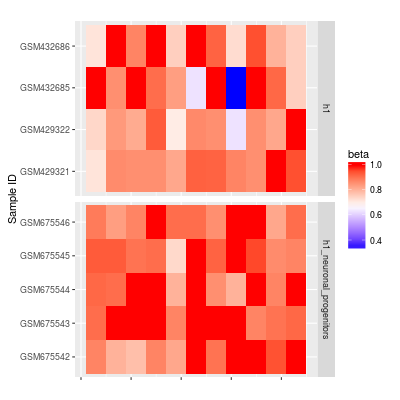 Sample ID
GSM432686
GSM432685
GSM429322
GSM429321
h1
GSM675546
GSM675545
GSM675544
GSM675543
GSM675542
h1_neuronal_progenitors
beta
1.0
0.8
0.6
0.4